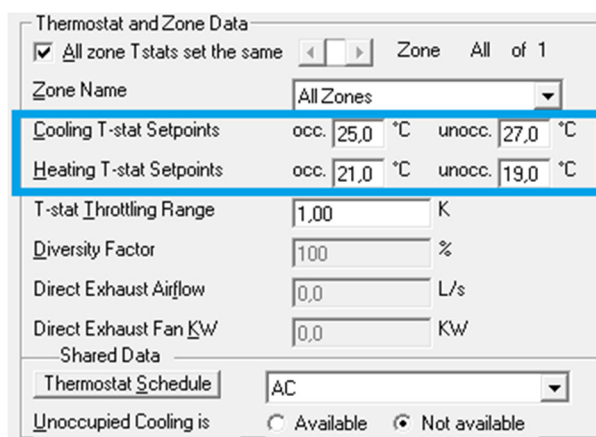 Thermostat and Zone Data
All zone Tstats set the same Zone All of 1
Zone Name All Zones
Cooling T-stat Setpoints occ. 25,0 °C unocc. 27,0 °C
Heating T-stat Setpoints occ. 21,0 °C unocc. 19,0 °C
T-stat Throttling Range 1,00 K
Diversity Factor 100 %
Direct Exhaust Airflow 0,0 L/s
Direct Exhaust Fan KW 0,0 KW
Shared Data
Thermostat Schedule AC
Unoccupied Cooling is Available Not available